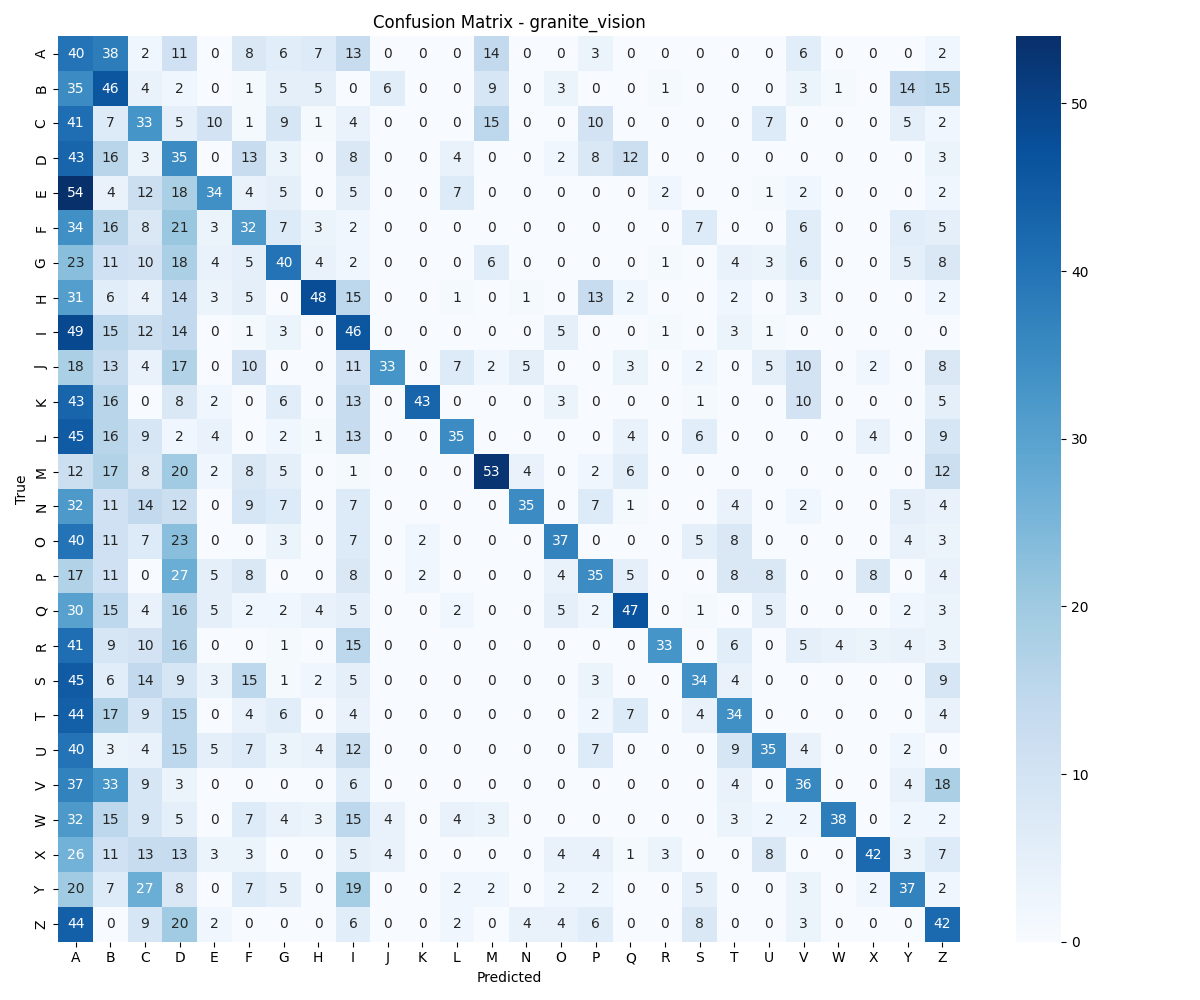 Confusion Matrix - granite_vision
A 40 38 2 11 0 8 6 7 13 0 0 0 14 0 0 3 0 0 0 0 0 6 0 0 0 2
B 35 46 4 2 0 1 5 5 0 6 0 0 9 0 3 0 0 1 0 0 0 3 1 0 14 15
C 41 7 33 5 10 1 9 1 4 0 0 0 15 0 0 10 0 0 0 0 7 0 0 0 5 2
D 43 16 3 35 0 13 3 0 8 0 0 4 0 0 2 8 12 0 0 0 0 0 0 0 0 3
E 54 4 12 18 34 4 5 0 5 0 0 7 0 0 0 0 0 2 0 0 1 2 0 0 0 2
F 34 16 8 21 3 32 7 3 2 0 0 0 0 0 0 0 0 0 7 0 0 6 0 0 6 5
G 23 11 10 18 4 5 40 4 2 0 0 0 6 0 0 0 0 1 0 4 3 6 0 0 5 8
H 31 6 4 14 3 5 0 48 15 0 0 1 0 1 0 13 2 0 0 2 0 3 0 0 0 2
I 49 15 12 14 0 1 3 0 46 0 0 0 0 0 5 0 0 1 0 3 1 0 0 0 0 0
J 18 13 4 17 0 10 0 0 11 33 0 7 2 5 0 0 3 0 2 0 5 10 0 2 0 8
K 43 16 0 8 2 0 6 0 13 0 43 0 0 0 3 0 0 0 1 0 0 10 0 0 0 5
L 45 16 9 2 4 0 2 1 13 0 0 35 0 0 0 0 4 0 6 0 0 0 0 4 0 9
M 12 17 8 20 2 8 5 0 1 0 0 0 53 4 0 2 6 0 0 0 0 0 0 0 0 12
N 32 11 14 12 0 9 7 0 7 0 0 0 0 35 0 7 1 0 0 4 0 2 0 0 5 4
O 40 11 7 23 0 0 3 0 7 0 2 0 0 0 37 0 0 0 5 8 0 0 0 0 4 3
P 17 11 0 27 5 8 0 0 8 0 2 0 0 0 4 35 5 0 0 8 8 0 0 8 0 4
Q 30 15 4 16 5 2 2 4 5 0 0 2 0 0 5 2 47 0 1 0 5 0 0 0 2 3
R 41 9 10 16 0 0 1 0 15 0 0 0 0 0 0 0 0 33 0 6 0 5 4 3 4 3
S 45 6 14 9 3 15 1 2 5 0 0 0 0 0 0 3 0 0 34 4 0 0 0 0 0 9
T 44 17 9 15 0 4 6 0 4 0 0 0 0 0 0 2 7 0 4 34 0 0 0 0 0 4
U 40 3 4 15 5 7 3 4 12 0 0 0 0 0 0 7 0 0 0 9 35 4 0 0 2 0
V 37 33 9 3 0 0 0 0 6 0 0 0 0 0 0 0 0 0 0 4 0 36 0 0 4 18
W 32 15 9 5 0 7 4 3 15 4 0 4 3 0 0 0 0 0 0 3 2 2 38 0 2 2
X 26 11 13 13 3 3 0 0 5 4 0 0 0 0 4 4 1 3 0 0 8 0 0 42 3 7
Y 20 7 27 8 0 7 5 0 19 0 0 2 2 0 2 2 0 0 5 0 0 3 0 2 37 2
Z 44 0 9 20 2 0 0 0 6 0 0 2 0 4 4 6 0 0 8 0 0 3 0 0 0 42
A B C D E F G H I J K L M N O P Q R S T U V W X Y Z
Predicted
True
50
40
30
20
10
0